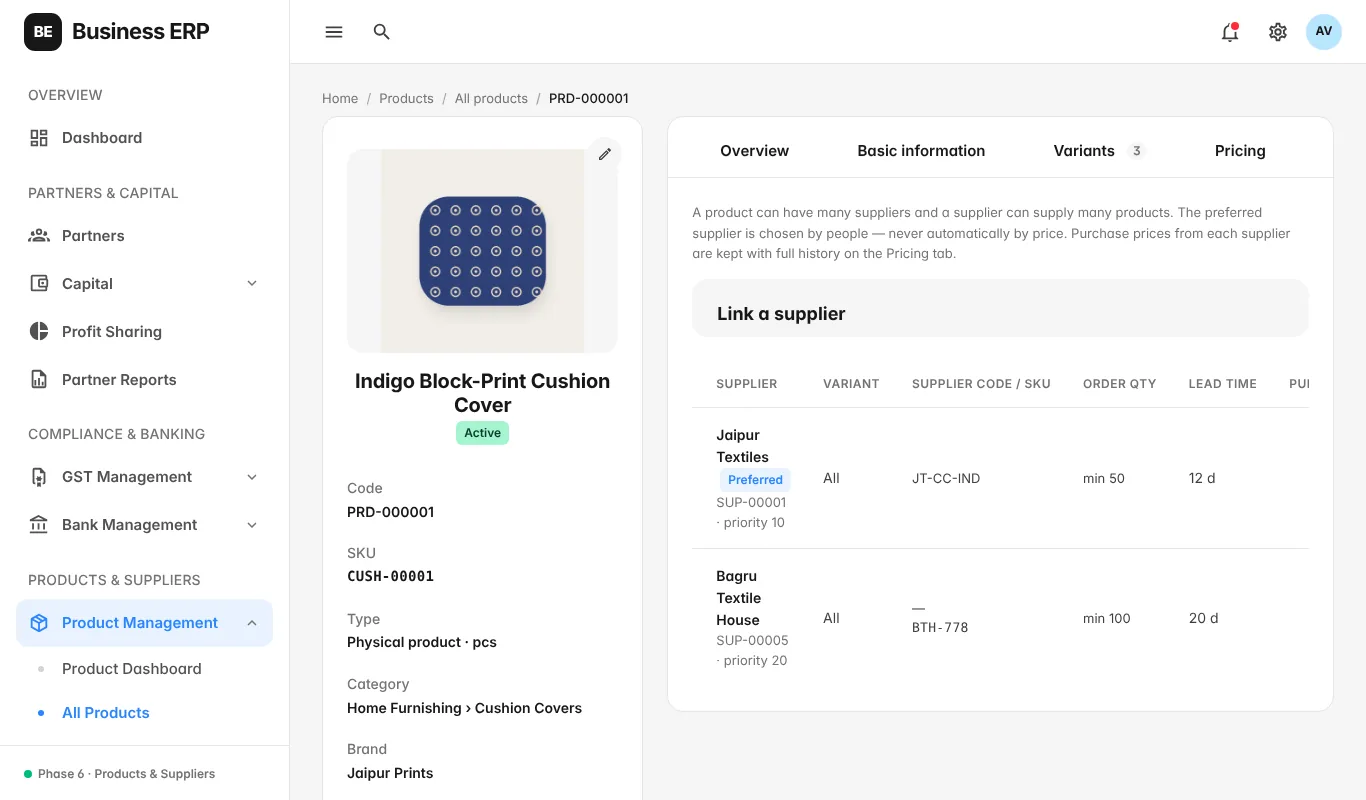 BE Business ERP
AV
OVERVIEW
Dashboard
PARTNERS & CAPITAL
Partners
Capital
Profit Sharing
Partner Reports
COMPLIANCE & BANKING
GST Management
Bank Management
PRODUCTS & SUPPLIERS
Product Management
Product Dashboard
All Products
Phase 6 · Products & Suppliers
Home / Products / All products / PRD-000001
Indigo Block-Print Cushion
Cover
Active
Code
PRD-000001
SKU
CUSH-00001
Type
Physical product · pcs
Category
Home Furnishing › Cushion Covers
Brand
Jaipur Prints
Overview Basic information Variants 3 Pricing
A product can have many suppliers and a supplier can supply many products. The preferred
supplier is chosen by people — never automatically by price. Purchase prices from each supplier
are kept with full history on the Pricing tab.
Link a supplier
SUPPLIER VARIANT SUPPLIER CODE / SKU ORDER QTY LEAD TIME
Jaipur
Textiles
Preferred
SUP-00001
· priority 10
All JT-CC-IND min 50 12 d
Bagru
Textile
House
SUP-00005
· priority 20
All
—
BTH-778
min 100 20 d